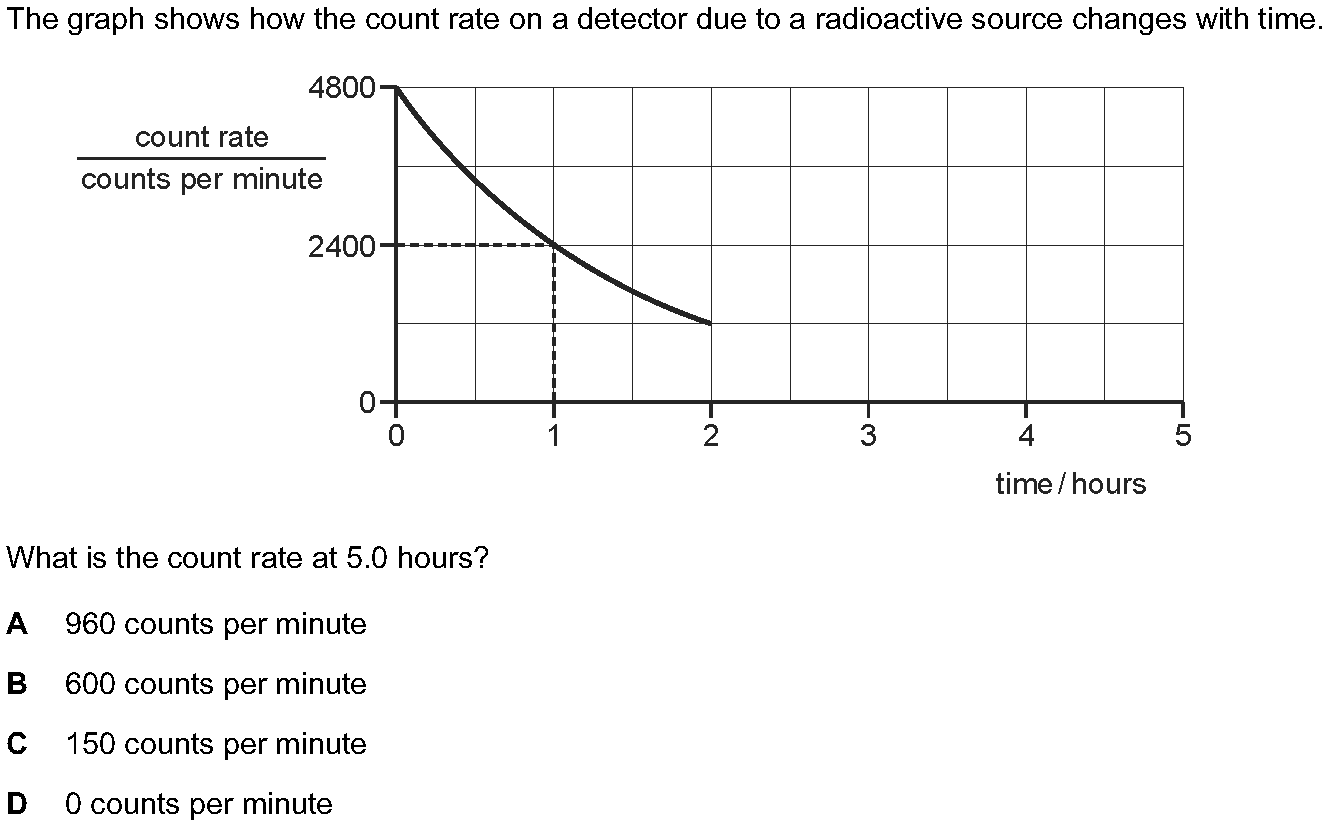 The graph shows how the count rate on a detector due to a radioactive source changes with time.
4800
count rate
counts per minute
2400
0
0 1 2 3 4 5
time / hours
What is the count rate at 5.0 hours?
A 960 counts per minute
B 600 counts per minute
C 150 counts per minute
D 0 counts per minute